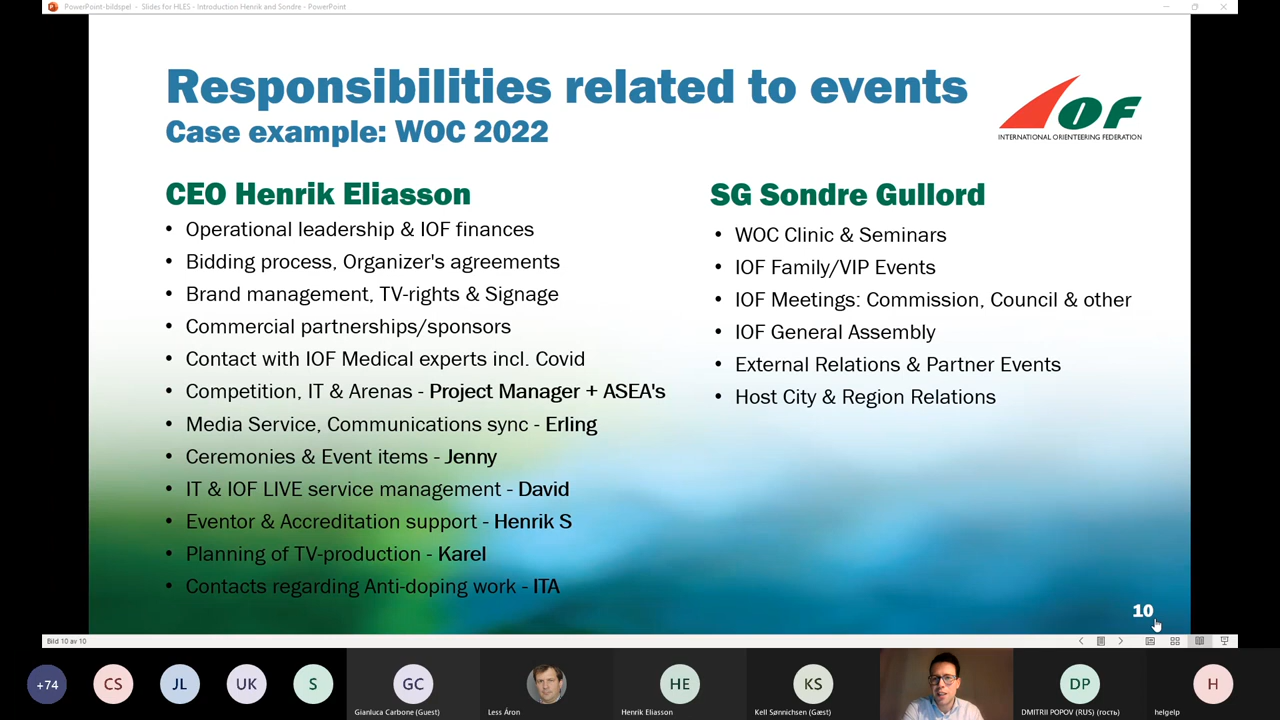 PowerPoint-bildspel - Slides for HLES - Introduction Henrik and Sondre - PowerPoint
Responsibilities related to events
Case example: WOC 2022
IOF
INTERNATIONAL ORIENTEERING FEDERATION
CEO Henrik Eliasson
• Operational leadership & IOF finances
• Bidding process, Organizer's agreements
• Brand management, TV-rights & Signage
• Commercial partnerships/sponsors
• Contact with IOF Medical experts incl. Covid
• Competition, IT & Arenas - Project Manager + ASEA's
• Media Service, Communications sync - Erling
• Ceremonies & Event items - Jenny
• IT & IOF LIVE service management - David
• Eventor & Accreditation support - Henrik S
• Planning of TV-production - Karel
• Contacts regarding Anti-doping work - ITA
SG Sondre Gullord
• WOC Clinic & Seminars
• IOF Family/VIP Events
• IOF Meetings: Commission, Council & other
• IOF General Assembly
• External Relations & Partner Events
• Host City & Region Relations
10
Bild 10 av 10
+74
CS
JL
UK
S
GC
Gianluca Carbone (Guest)
Less Áron
HE
Henrik Eliasson
KS
Kell Sønnichsen (Gæst)
DP
DMITRII POPOV (RUS) (гость)
H
helgelp